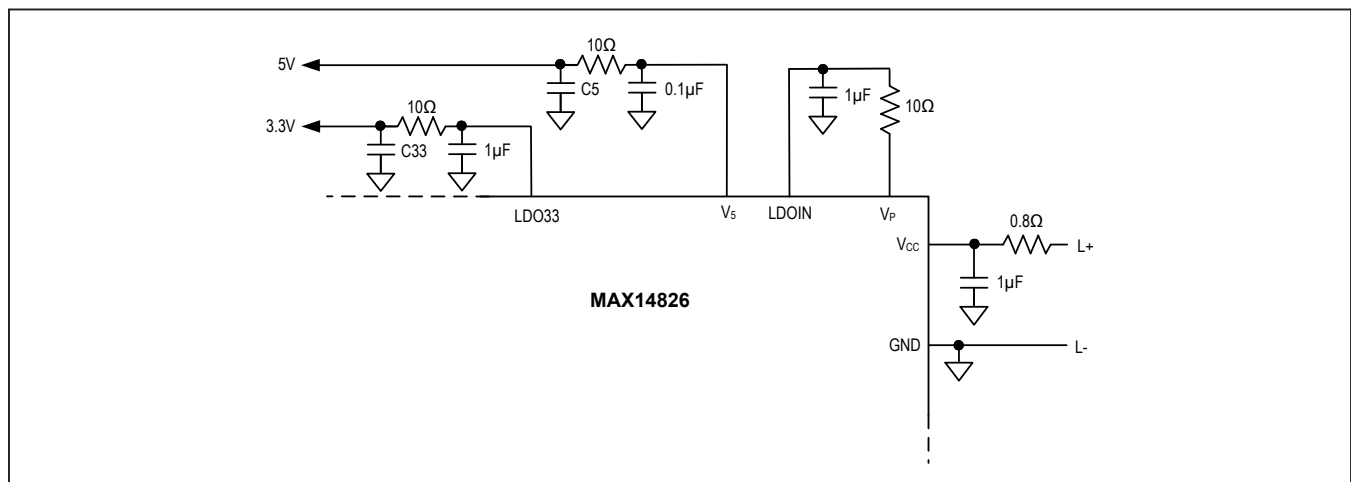 10Ω
5V
C5
0.1µF
1µF
10Ω
10Ω
3.3V
C33
1µF
LDO33
V₅
LDOIN
Vₚ
V_CC
0.8Ω
L+
1µF
MAX14826
GND
L-